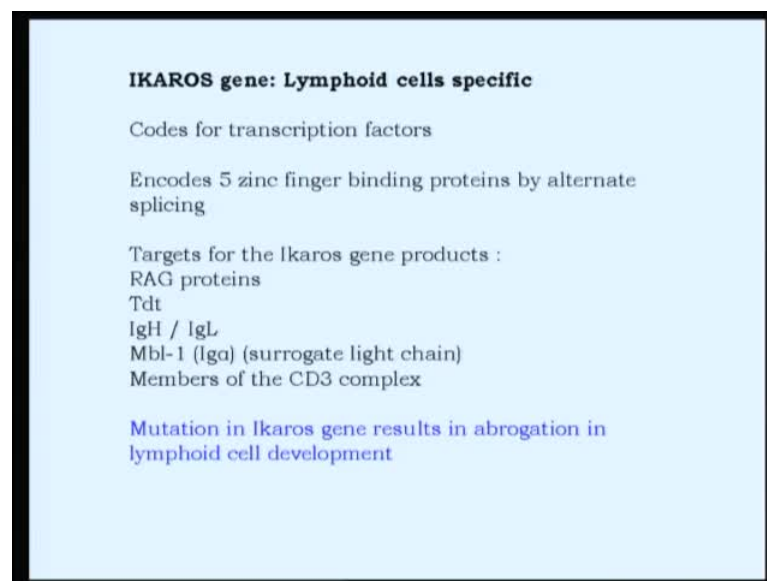 IKAROS gene: Lymphoid cells specific
Codes for transcription factors
Encodes 5 zinc finger binding proteins by alternate
splicing
Targets for the Ikaros gene products :
RAG proteins
Tdt
IgH / IgL
Mbl-1 (Igα) (surrogate light chain)
Members of the CD3 complex
Mutation in Ikaros gene results in abrogation in
lymphoid cell development